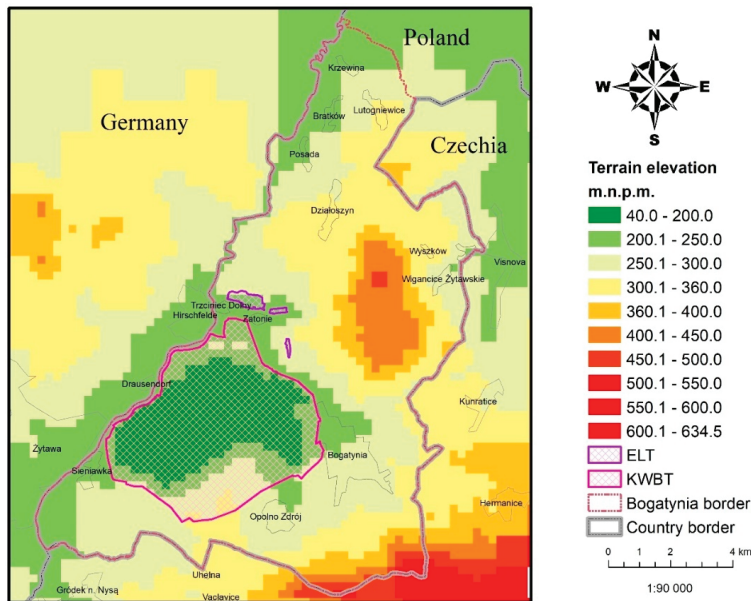 Poland
Krzewina
Lutogniewice
Germany
Bratków
Czechia
Posada
Działoszyn
Wyszków
Visnova
Wigancice Żytawskie
Trzciniec Dolny
Hirschfelde
Zatonie
Drausendorf
Kunratice
Żytawa
Bogatynia
Sieniawka
Hermanice
Opolno Zdrój
Uhelna
Gródek n. Nysą
Vaclavice
N
W
E
S
Terrain elevation
m.n.p.m.
40.0 - 200.0
200.1 - 250.0
250.1 - 300.0
300.1 - 360.0
360.1 - 400.0
400.1 - 450.0
450.1 - 500.0
500.1 - 550.0
550.1 - 600.0
600.1 - 634.5
ELT
KWBT
Bogatynia border
Country border
0 1 2 4 km
1:90 000